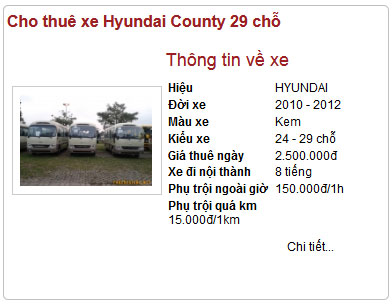 Cho thuê xe Hyundai County 29 chỗ
Thông tin về xe
Hiệu HYUNDAI
Đời xe 2010 - 2012
Màu xe Kem
Kiểu xe 24 - 29 chỗ
Giá thuê ngày 2.500.000đ
Xe đi nội thành 8 tiếng
Phụ trội ngoài giờ 150.000đ/1h
Phụ trội quá km
15.000đ/1km
Chi tiết...